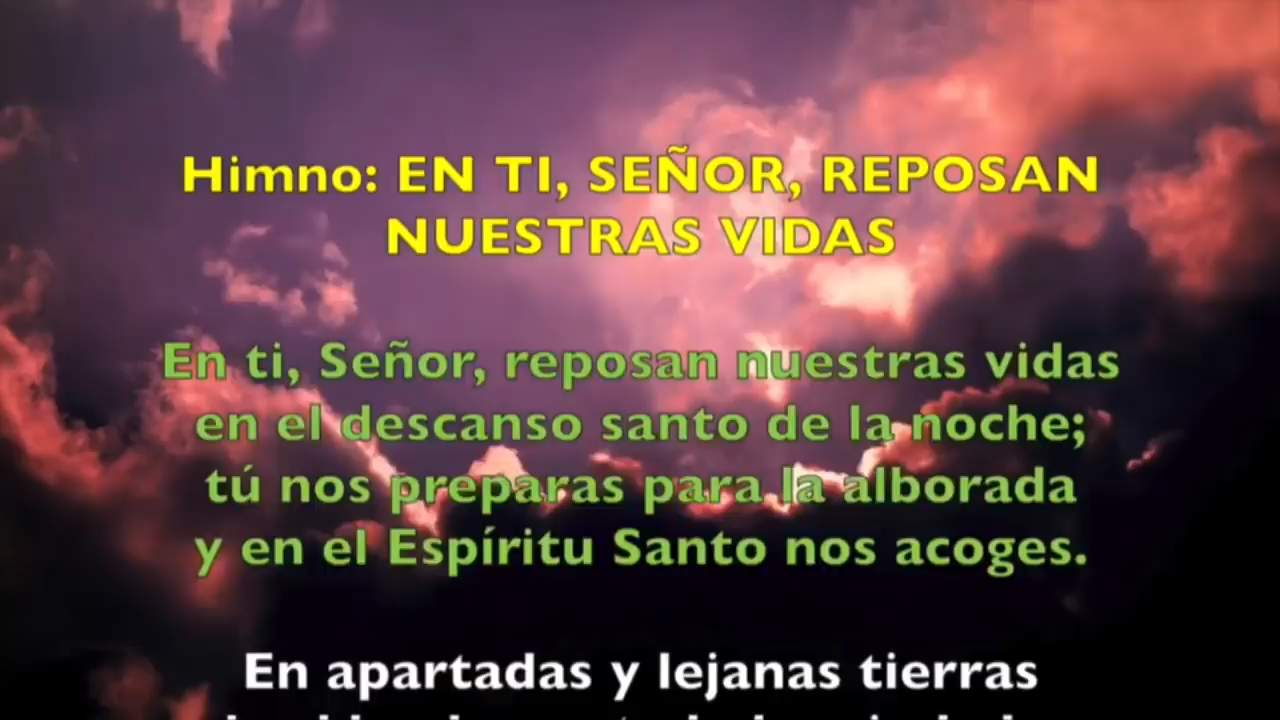 Himno: EN TI, SEÑOR, REPOSAN
NUESTRAS VIDAS
En ti, Señor, reposan nuestras vidas
en el descanso santo de la noche;
tú nos preparas para la alborada
y en el Espíritu Santo nos acoges.
En apartadas y lejanas tierras